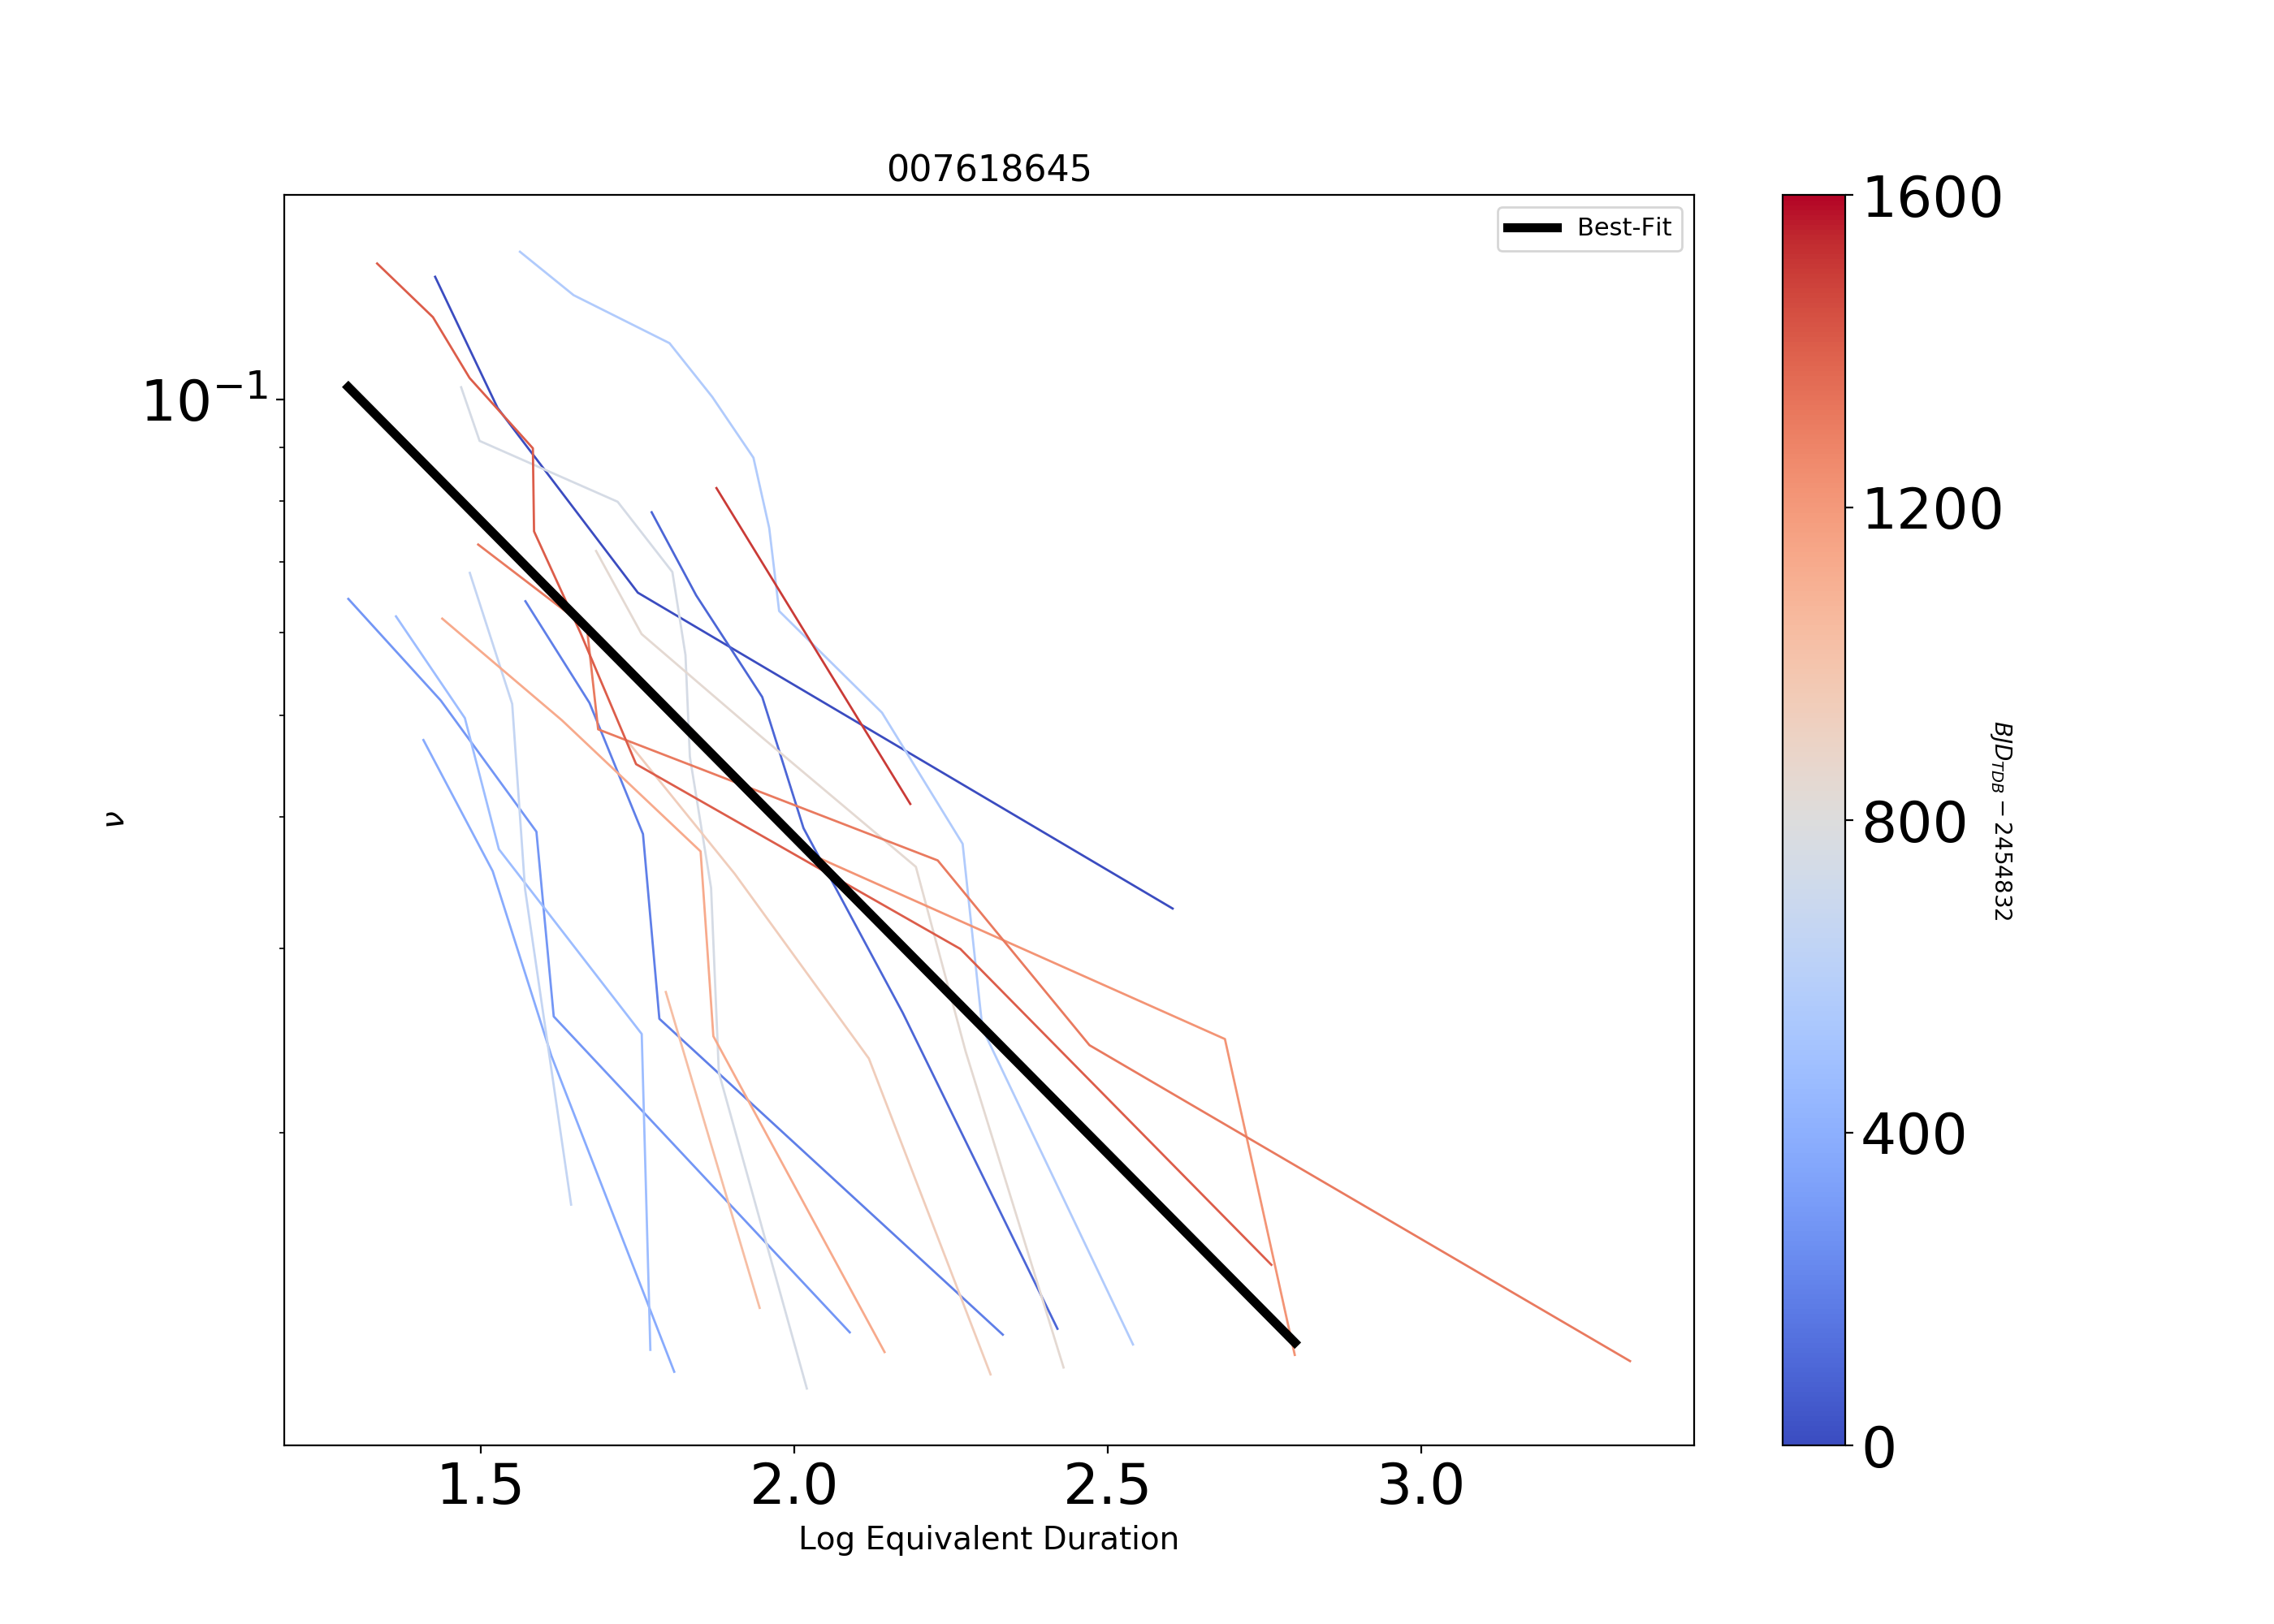 007618645
Best-Fit
10⁻¹
ν
1.5 2.0 2.5 3.0
Log Equivalent Duration
1600
1200
800
400
0
BJD_TDB − 2454832